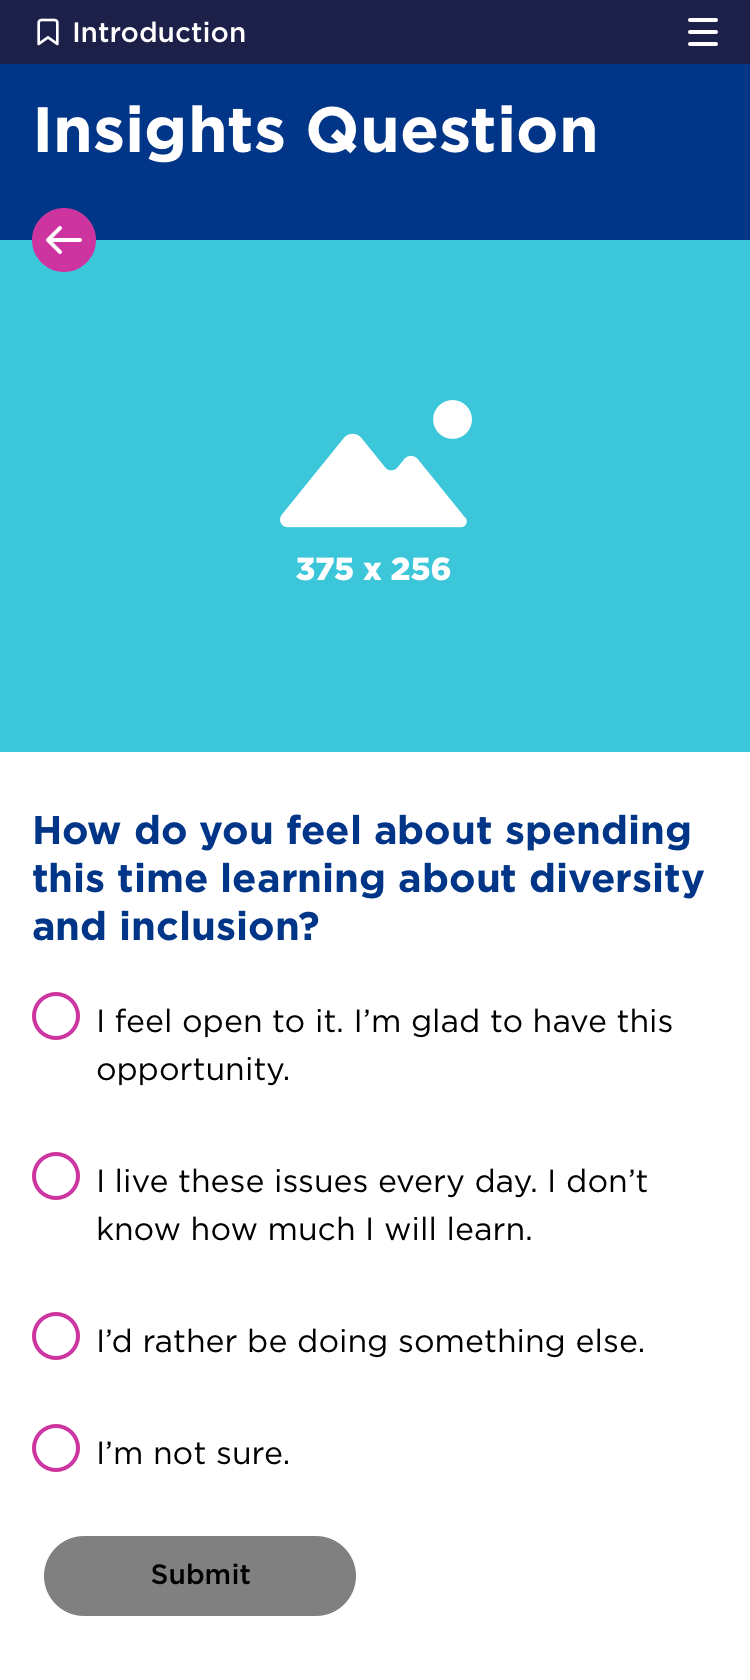 Introduction
Insights Question
375 x 256
How do you feel about spending
this time learning about diversity
and inclusion?
I feel open to it. I’m glad to have this
opportunity.
I live these issues every day. I don’t
know how much I will learn.
I’d rather be doing something else.
I’m not sure.
Submit